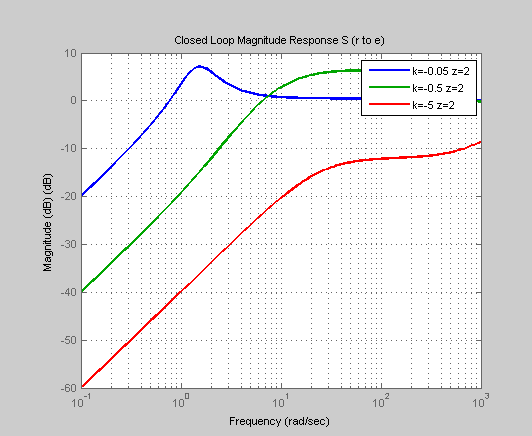 Closed Loop Magnitude Response S (r to e)
10
0
-10
-20
-30
-40
-50
-60
Magnitude (dB) (dB)
k=-0.05 z=2
k=-0.5 z=2
k=-5 z=2
10^-1
10^0
10^1
10^2
10^3
Frequency (rad/sec)